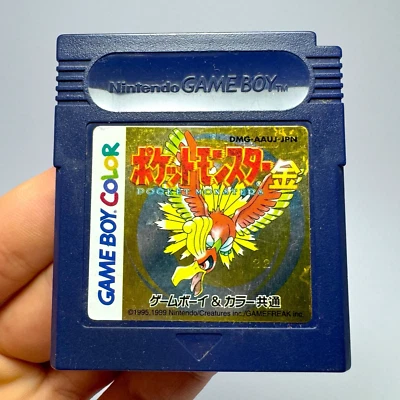 Nintendo GAME BOY™
DMG-AAUJ-JPN
ポケットモンスター金
POCKET MONSTERS
GAME BOY COLOR
22
ゲームボーイ & カラー共通
©1995,1999 Nintendo/Creatures inc./GAMEFREAK inc.